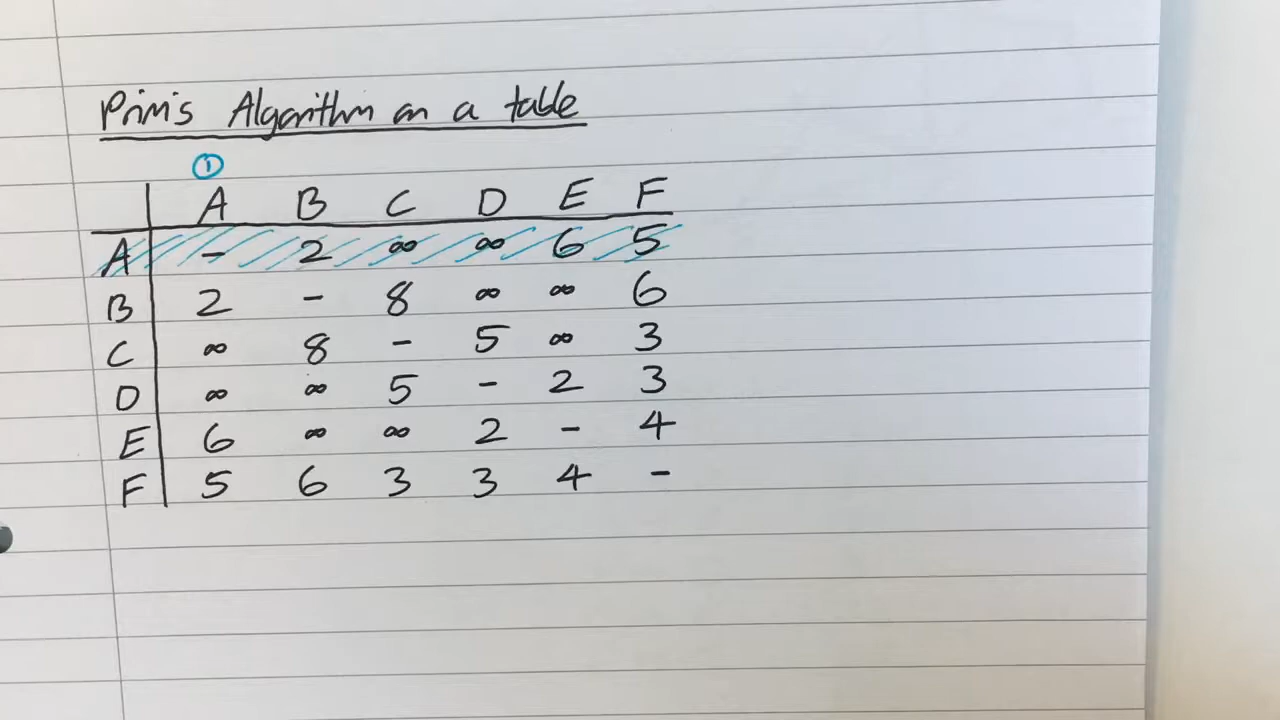 Prim's Algorithm on a table
①
A B C D E F
A - 2 ∞ ∞ 6 5
B 2 - 8 ∞ ∞ 6
C ∞ 8 - 5 ∞ 3
D ∞ ∞ 5 - 2 3
E 6 ∞ ∞ 2 - 4
F 5 6 3 3 4 -